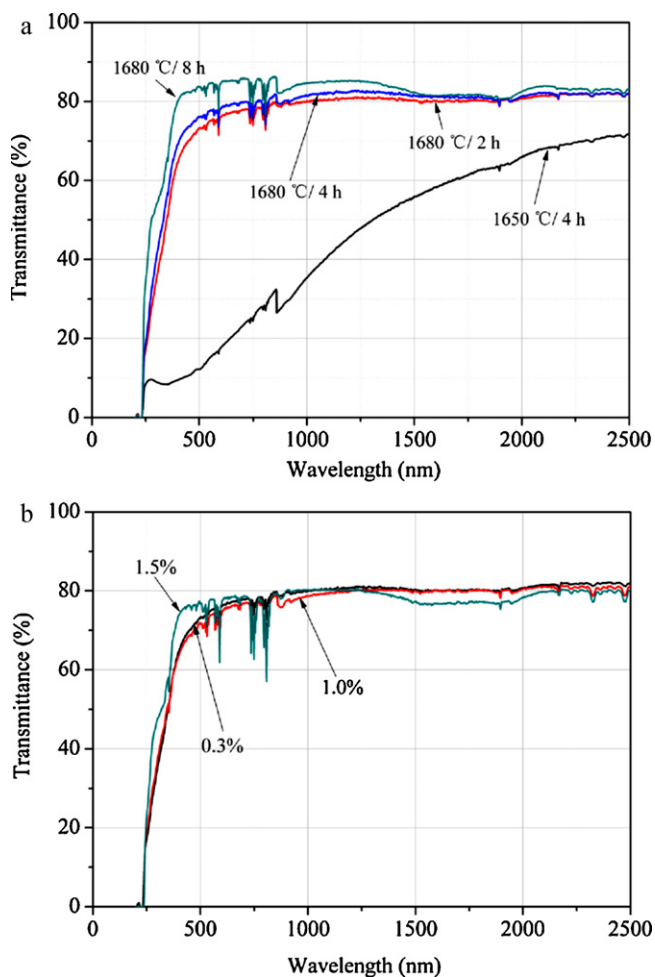 a
100
80
60
40
20
0
Transmittance (%)
1680 ℃/ 8 h
1680 ℃/ 2 h
1680 ℃/ 4 h
1650 ℃/ 4 h
0 500 1000 1500 2000 2500
Wavelength (nm)
b
100
80
60
40
20
0
Transmittance (%)
1.5%
1.0%
0.3%
0 500 1000 1500 2000 2500
Wavelength (nm)